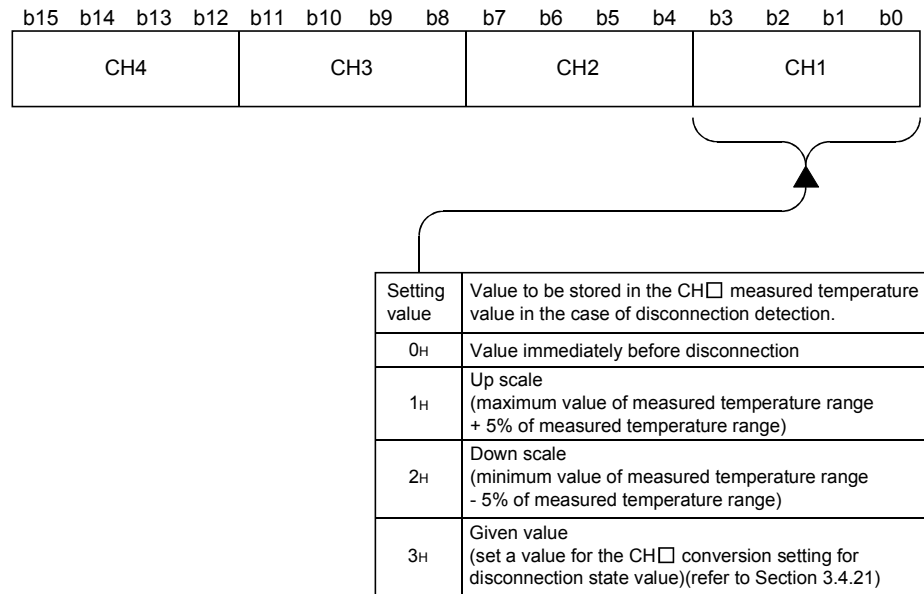 b15 b14 b13 b12 b11 b10 b9 b8 b7 b6 b5 b4 b3 b2 b1 b0
CH4 CH3 CH2 CH1
Setting value
Value to be stored in the CH□ measured temperature
value in the case of disconnection detection.
0H Value immediately before disconnection
1H
Up scale
(maximum value of measured temperature range
+ 5% of measured temperature range)
2H
Down scale
(minimum value of measured temperature range
- 5% of measured temperature range)
3H
Given value
(set a value for the CH□ conversion setting for
disconnection state value)(refer to Section 3.4.21)